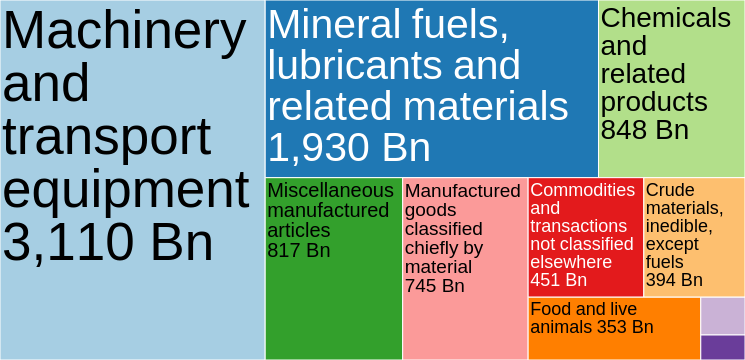 Machinery
and
transport
equipment
3,110 Bn
Mineral fuels,
lubricants and
related materials
1,930 Bn
Chemicals
and
related
products
848 Bn
Miscellaneous
manufactured
articles
817 Bn
Manufactured
goods
classified
chiefly by
material
745 Bn
Commodities
and
transactions
not classified
elsewhere
451 Bn
Crude
materials,
inedible,
except
fuels
394 Bn
Food and live
animals 353 Bn